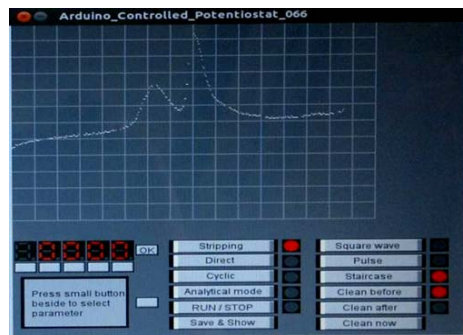 Arduino_Controlled_Potentiostat_066
0000
OK
Stripping
Direct
Cyclic
Analytical mode
RUN / STOP
Save & Show
Square wave
Pulse
Staircase
Clean before
Clean after
Clean now
Press small button
beside to select
parameter